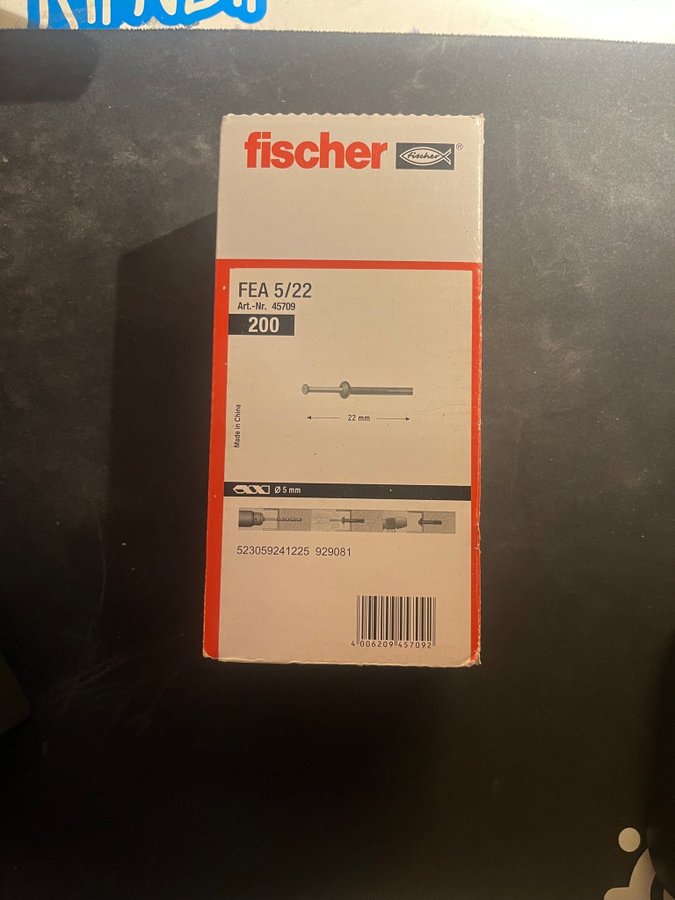 fischer fischer ®
FEA 5/22
Art.-Nr. 45709
200
22 mm
Made in China
Ø 5 mm
523059241225 929081
4 006209 457092